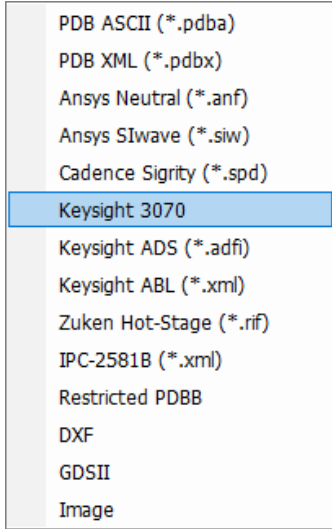 PDB ASCII (*.pdba)
PDB XML (*.pdbx)
Ansys Neutral (*.anf)
Ansys SIwave (*.siw)
Cadence Sigrity (*.spd)
Keysight 3070
Keysight ADS (*.adfi)
Keysight ABL (*.xml)
Zuken Hot-Stage (*.rif)
IPC-2581B (*.xml)
Restricted PDBB
DXF
GDSII
Image